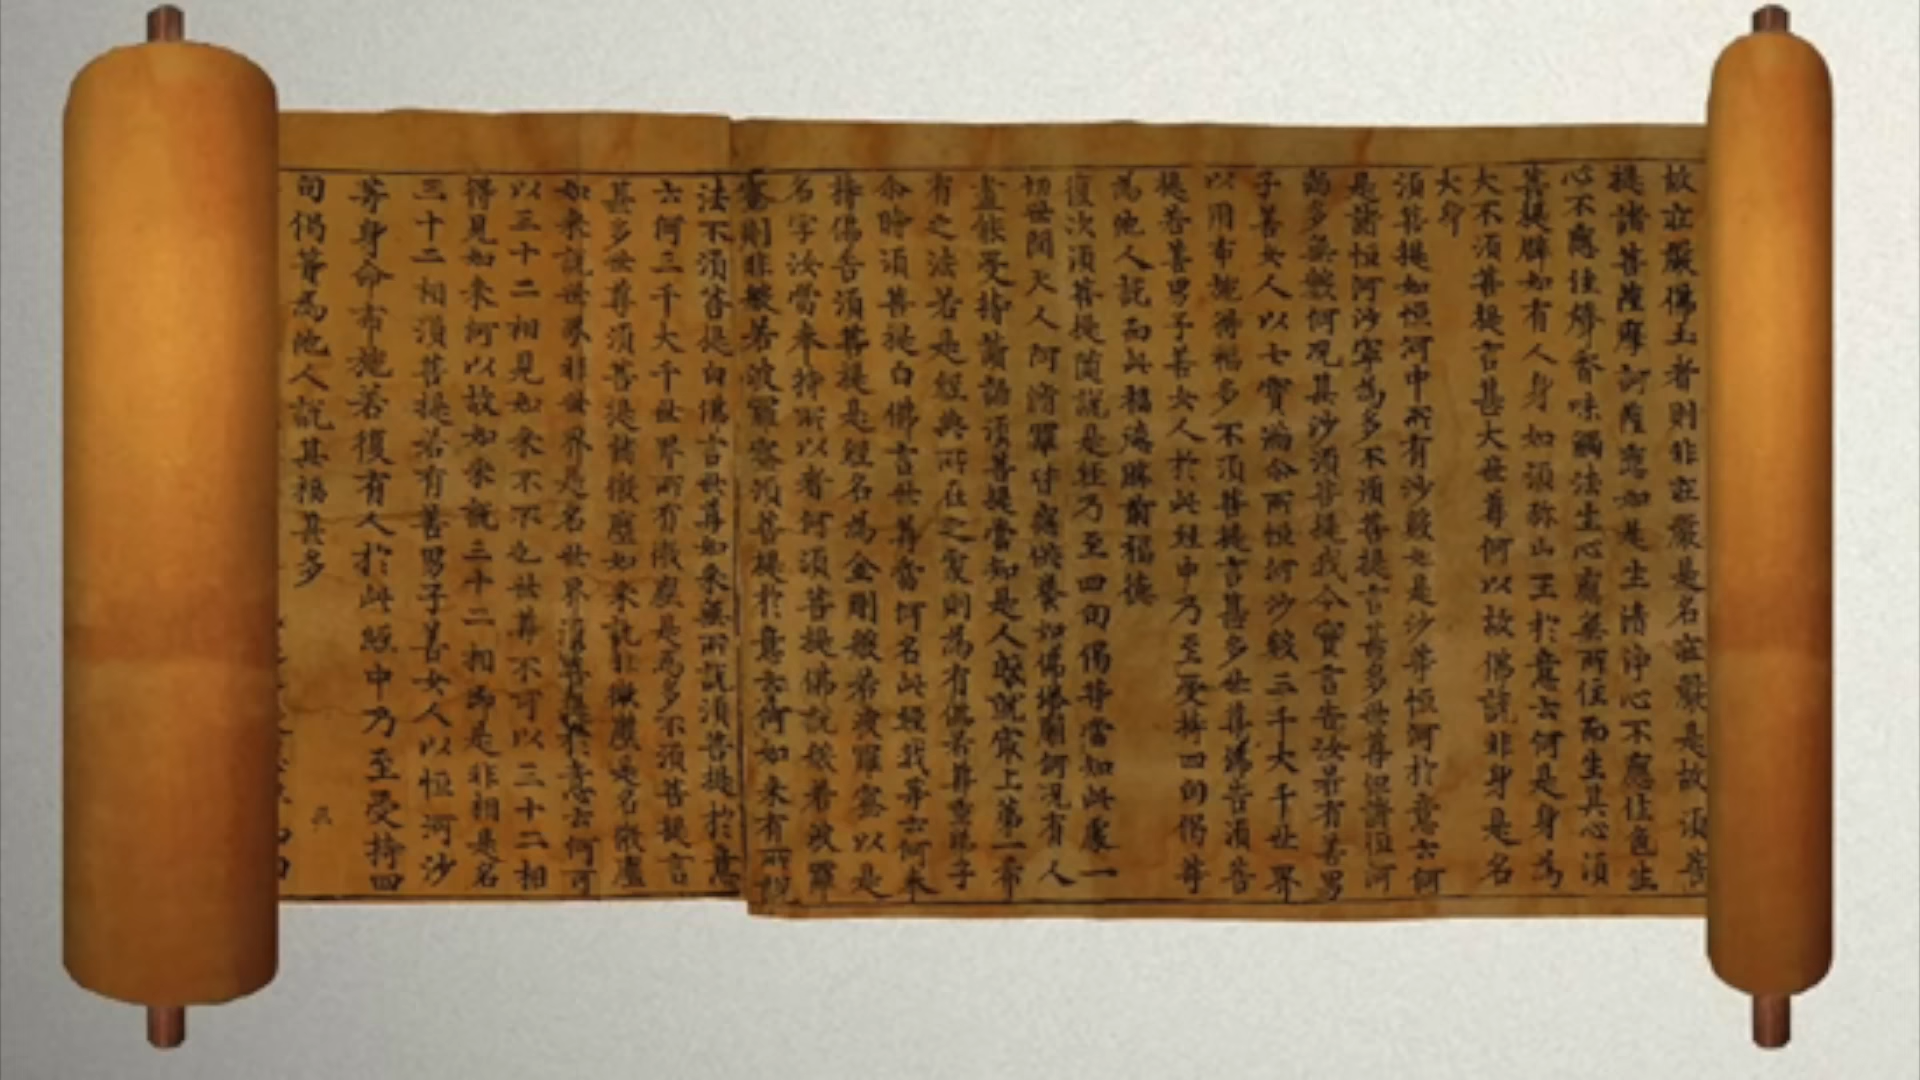 故莊嚴佛土者則非莊嚴是名莊嚴是故須菩
提諸菩薩摩訶薩應如是生清淨心不應住色生
心不應住聲香味觸法生心應無所住而生其心須
菩提譬如有人身如須弥山王於意云何是身為
大不須菩提言甚大世尊何以故佛說非身是名
大身
須菩提如恒河中所有沙數如是沙等恒河於意云何
是諸恒河沙寧為多不須菩提言甚多世尊但諸恒河
尚多無數何況其沙須菩提我今實言告汝若有善男
子善女人以七寶滿尒所恒河沙數三千大千世界
以用布施得福多不須菩提言甚多世尊佛告須菩
提若善男子善女人於此經中乃至受持四句偈等
為他人說而此福德勝前福德
復次須菩提隨說是經乃至四句偈等當知此處一
切世間天人阿脩羅皆應供養如佛塔廟何況有人
盡能受持讀誦須菩提當知是人成就最上第一希
有之法若是經典所在之處則為有佛若尊重弟子
尒時須菩提白佛言世尊當何名此經我等云何奉
持佛告須菩提是經名為金剛般若波羅蜜以是
名字汝當奉持所以者何須菩提佛說般若波羅
蜜則非般若波羅蜜須菩提於意云何如來有所說
法不須菩提白佛言世尊如來無所說須菩提於意
云何三千大千世界所有微塵是為多不須菩提言
甚多世尊須菩提諸微塵如來說非微塵是名微塵
如來說世界非世界是名世界須菩提於意云何可
以三十二相見如來不不也世尊不可以三十二相
得見如來何以故如來說三十二相即是非相是名
三十二相須菩提若有善男子善女人以恒河沙
等身命布施若復有人於此經中乃至受持四
句偈等為他人說其福甚多